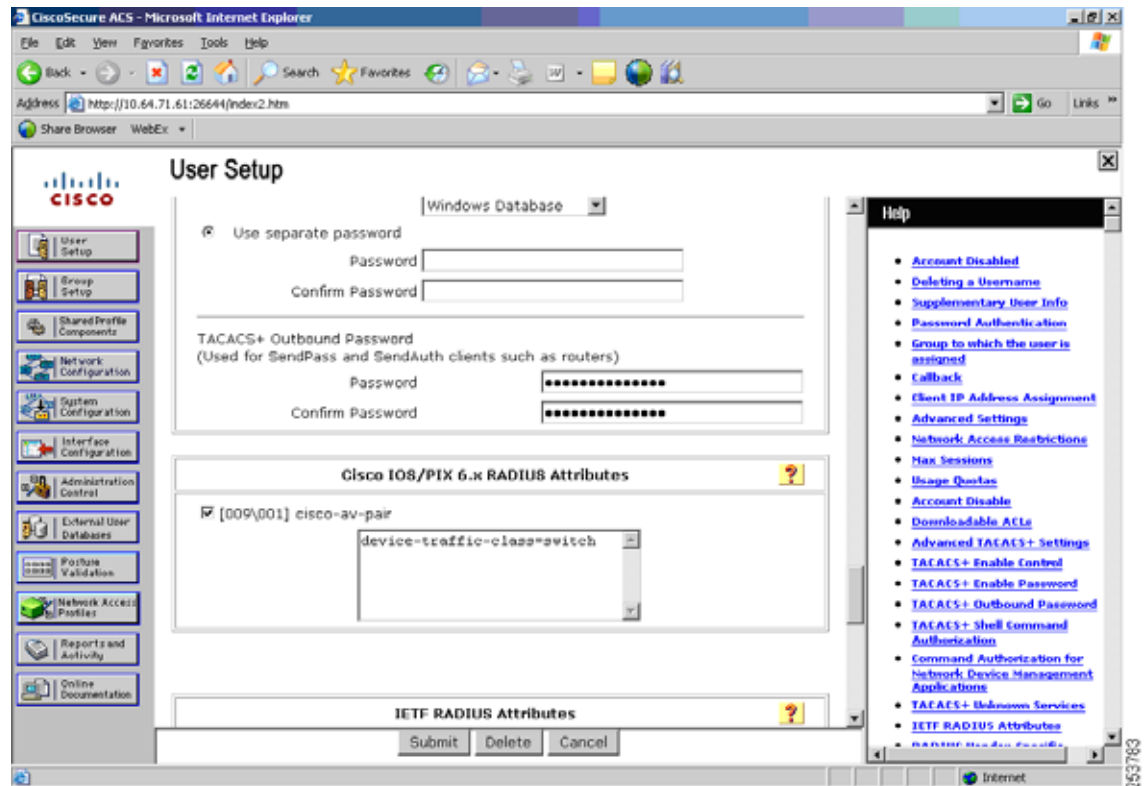 CiscoSecure ACS - Microsoft Internet Explorer
File Edit View Favorites Tools Help
Back Search Favorites
Address http://10.64.71.61:26644/index2.htm Go Links »
Share Browser WebEx
CISCO
User Setup
User Setup
Group Setup
Shared Profile Components
Network Configuration
System Configuration
Interface Configuration
Administration Control
External User Databases
Posture Validation
Network Access Profiles
Reports and Activity
Online Documentation
Windows Database
Use separate password
Password
Confirm Password
TACACS+ Outbound Password
(Used for SendPass and SendAuth clients such as routers)
Password ●●●●●●●●●●●●●●
Confirm Password ●●●●●●●●●●●●●●
Cisco IOS/PIX 6.x RADIUS Attributes ?
[009\001] cisco-av-pair
device-traffic-class=switch
IETF RADIUS Attributes ?
Submit Delete Cancel
Help
Account Disabled
Deleting a Username
Supplementary User Info
Password Authentication
Group to which the user is
assigned
Callback
Client IP Address Assignment
Advanced Settings
Network Access Restrictions
Max Sessions
Usage Quotas
Account Disable
Downloadable ACLs
Advanced TACACS+ Settings
TACACS+ Enable Control
TACACS+ Enable Password
TACACS+ Outbound Password
TACACS+ Shell Command
Authorization
Command Authorization for
Network Device Management
Applications
TACACS+ Unknown Services
IETF RADIUS Attributes
Internet
253783